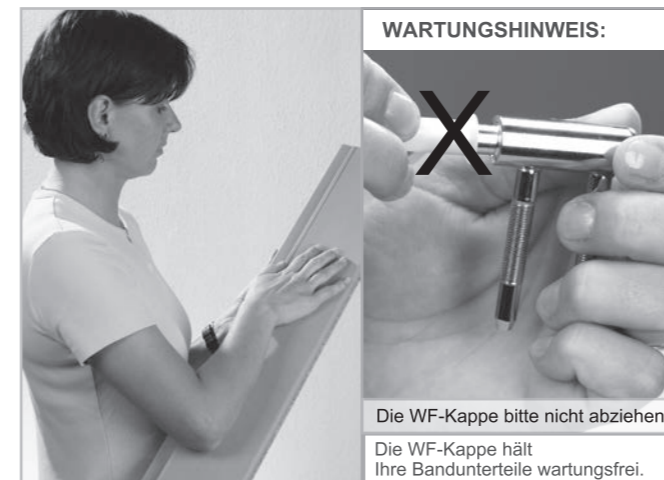 WARTUNGSHINWEIS:
X
Die WF-Kappe bitte nicht abziehen
Die WF-Kappe hält
Ihre Bandunterteile wartungsfrei.